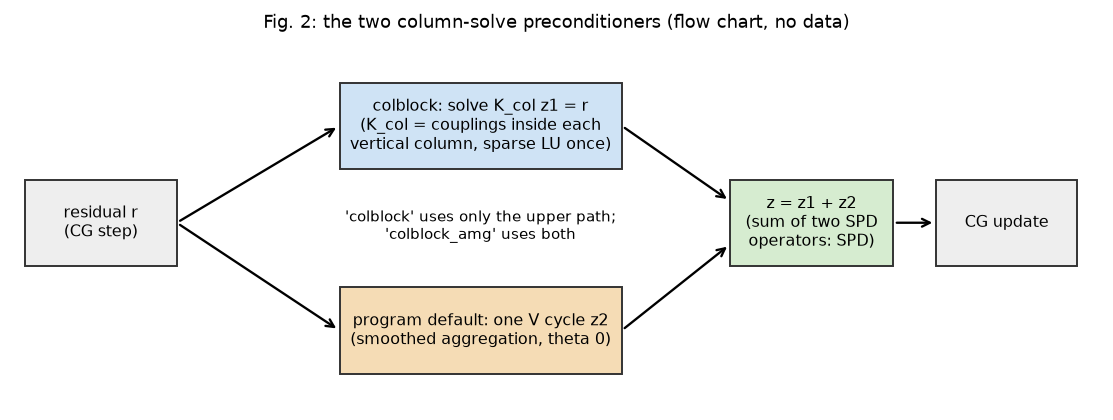 Fig. 2: the two column-solve preconditioners (flow chart, no data)
residual r
(CG step)
colblock: solve K_col z1 = r
(K_col = couplings inside each
vertical column, sparse LU once)
'colblock' uses only the upper path;
'colblock_amg' uses both
program default: one V cycle z2
(smoothed aggregation, theta 0)
z = z1 + z2
(sum of two SPD
operators: SPD)
CG update